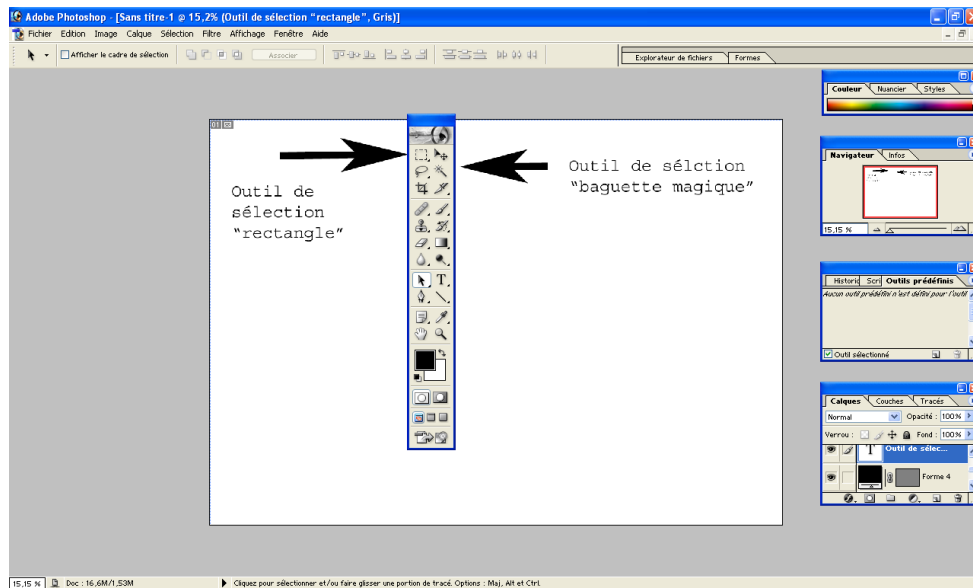 Adobe Photoshop - [Sans titre-1 @ 15,2% (Outil de sélection "rectangle", Gris)]
Fichier Edition Image Calque Sélection Filtre Affichage Fenêtre Aide
Afficher le cadre de sélection
Associer
Explorateur de fichiers Formes
Couleur Nuancier Styles
01
Navigateur Infos
15,15 %
Outil de
sélection
"rectangle"
Outil de sélction
"baguette magique"
Historiq Scri Outils prédéfinis
Aucun outil prédéfini n'est défini pour l'outil
Outil sélectionné
Calques Couches Tracés
Normal Opacité : 100%
Verrou : Fond : 100%
T Outil de sélec...
Forme 4
15,15 % Doc : 16,6M/1,53M Cliquez pour sélectionner et/ou faire glisser une portion de tracé. Options : Maj, Alt et Ctrl.